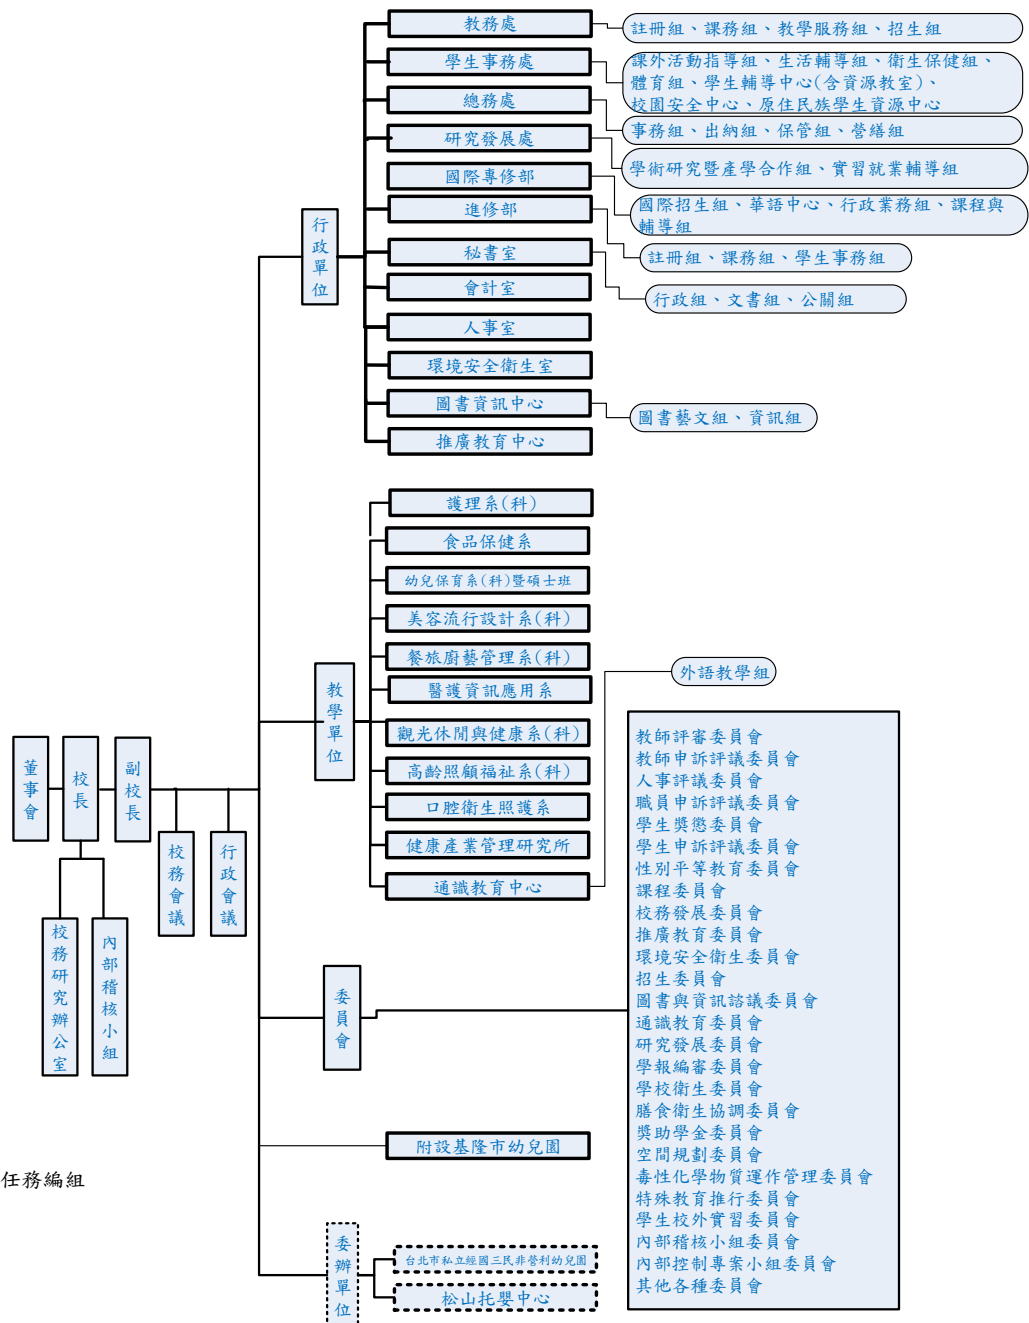 教務處
註冊組、課務組、教學服務組、招生組
學生事務處
課外活動指導組、生活輔導組、衛生保健組、
體育組、學生輔導中心(含資源教室)、
校園安全中心、原住民族學生資源中心
總務處
事務組、出納組、保管組、營繕組
研究發展處
學術研究暨產學合作組、實習就業輔導組
國際專修部
國際招生組、華語中心、行政業務組、課程與
輔導組
進修部
註冊組、課務組、學生事務組
行政單位
秘書室
行政組、文書組、公關組
會計室
人事室
環境安全衛生室
圖書資訊中心
圖書藝文組、資訊組
推廣教育中心
護理系(科)
食品保健系
幼兒保育系(科)暨碩士班
美容流行設計系(科)
餐旅廚藝管理系(科)
醫護資訊應用系
教學單位
觀光休閒與健康系(科)
高齡照顧福祉系(科)
口腔衛生照護系
健康產業管理研究所
通識教育中心
外語教學組
董事會
校長
副校長
校務會議
行政會議
校務研究辦公室
內部稽核小組
委員會
教師評審委員會
教師申訴評議委員會
人事評議委員會
職員申訴評議委員會
學生獎懲委員會
學生申訴評議委員會
性別平等教育委員會
課程委員會
校務發展委員會
推廣教育委員會
環境安全衛生委員會
招生委員會
圖書與資訊諮議委員會
通識教育委員會
研究發展委員會
學報編審委員會
學校衛生委員會
膳食衛生協調委員會
獎助學金委員會
空間規劃委員會
毒性化學物質運作管理委員會
特殊教育推行委員會
學生校外實習委員會
內部稽核小組委員會
內部控制專案小組委員會
其他各種委員會
附設基隆市幼兒園
任務編組
委辦單位
台北市私立經國三民非營利幼兒園
松山托嬰中心